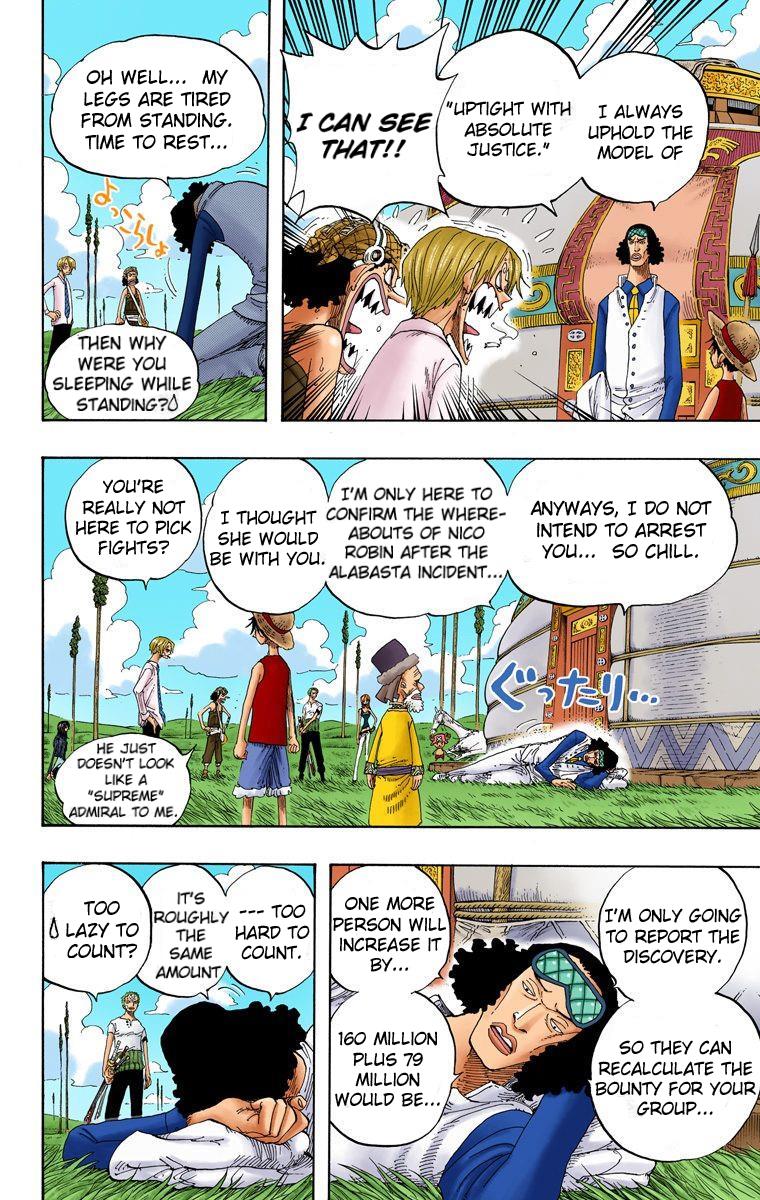 I ALWAYS
UPHOLD THE
MODEL OF
"UPTIGHT WITH
ABSOLUTE
JUSTICE."
I CAN SEE
THAT!!
OH WELL... MY
LEGS ARE TIRED
FROM STANDING.
TIME TO REST...
よっこらしょ
THEN WHY
WERE YOU
SLEEPING WHILE
STANDING?
ANYWAYS, I DO NOT
INTEND TO ARREST
YOU... SO CHILL.
I'M ONLY HERE TO
CONFIRM THE WHERE-
ABOUTS OF NICO
ROBIN AFTER THE
ALABASTA INCIDENT...
I THOUGHT
SHE WOULD
BE WITH YOU.
YOU'RE
REALLY NOT
HERE TO PICK
FIGHTS?
ぐったり...
HE JUST
DOESN'T LOOK
LIKE A
"SUPREME"
ADMIRAL TO ME.
I'M ONLY GOING
TO REPORT THE
DISCOVERY.
SO THEY CAN
RECALCULATE THE
BOUNTY FOR YOUR
GROUP...
ONE MORE
PERSON WILL
INCREASE IT
BY...
160 MILLION
PLUS 79
MILLION
WOULD BE...
--- TOO
HARD TO
COUNT.
IT'S
ROUGHLY
THE
SAME
AMOUNT
TOO
LAZY TO
COUNT?